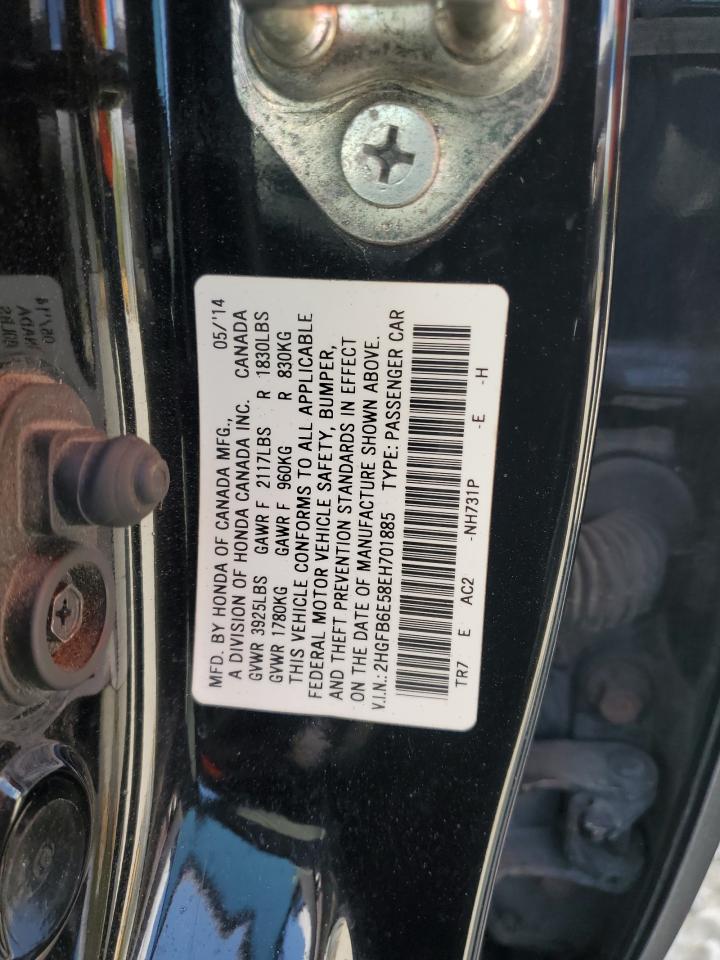 MFD. BY HONDA OF CANADA MFG., 05/'14
A DIVISION OF HONDA CANADA INC. CANADA
GVWR 3925LBS GAWR F 2117LBS R 1830LBS
GVWR 1780KG GAWR F 960KG R 830KG
THIS VEHICLE CONFORMS TO ALL APPLICABLE
FEDERAL MOTOR VEHICLE SAFETY, BUMPER,
AND THEFT PREVENTION STANDARDS IN EFFECT
ON THE DATE OF MANUFACTURE SHOWN ABOVE.
V.I.N.: 2HGFB6E58EH701885 TYPE: PASSENGER CAR
TR7 E AC2 -NH731P -E -H